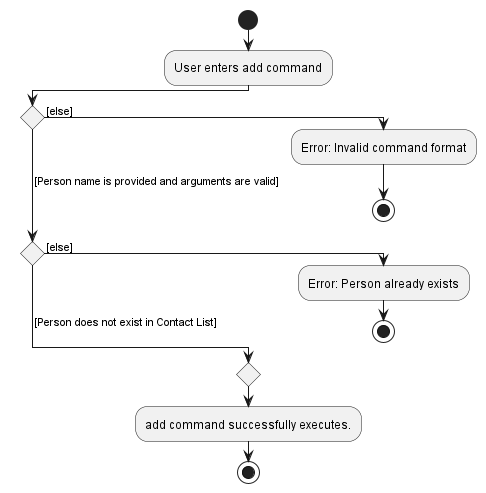 User enters add command
[else]
Error: Invalid command format
[Person name is provided and arguments are valid]
[else]
Error: Person already exists
[Person does not exist in Contact List]
add command successfully executes.